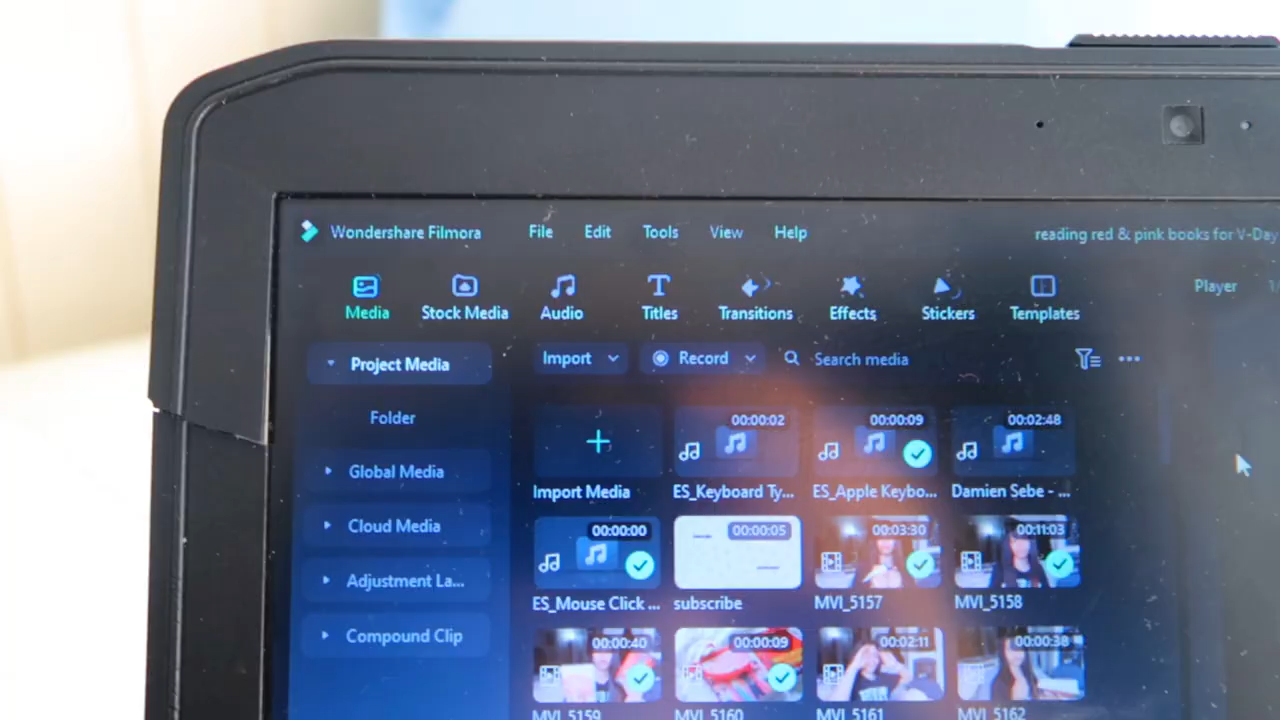 Wondershare Filmora File Edit Tools View Help reading red & pink books for V-Day
Media Stock Media Audio Titles Transitions Effects Stickers Templates Player
Project Media Import Record Search media
Folder
Global Media
Cloud Media
Adjustment La...
Compound Clip
00:00:02 00:00:09 00:02:48
Import Media ES_Keyboard Ty... ES_Apple Keybo... Damien Sebe - ...
00:00:00 00:00:05 00:03:30 00:11:03
ES_Mouse Click ... subscribe MVI_5157 MVI_5158
00:00:40 00:00:09 00:02:11 00:00:38
MVI_5159 MVI_5160 MVI_5161 MVI_5162